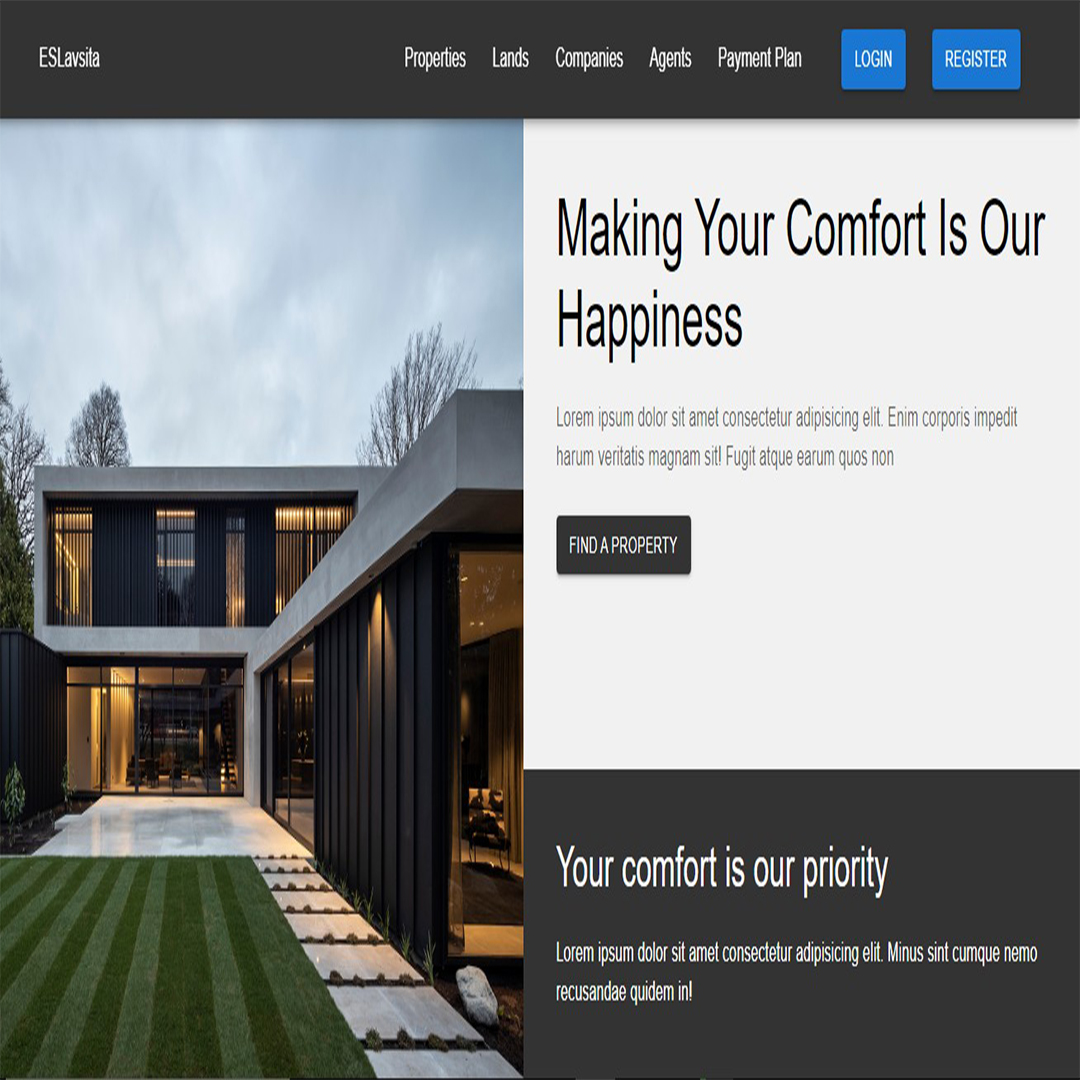 ESLavsita
Properties Lands Companies Agents Payment Plan LOGIN REGISTER
Making Your Comfort Is Our
Happiness
Lorem ipsum dolor sit amet consectetur adipisicing elit. Enim corporis impedit
harum veritatis magnam sit! Fugit atque earum quos non
FIND A PROPERTY
Your comfort is our priority
Lorem ipsum dolor sit amet consectetur adipisicing elit. Minus sint cumque nemo
recusandae quidem in!